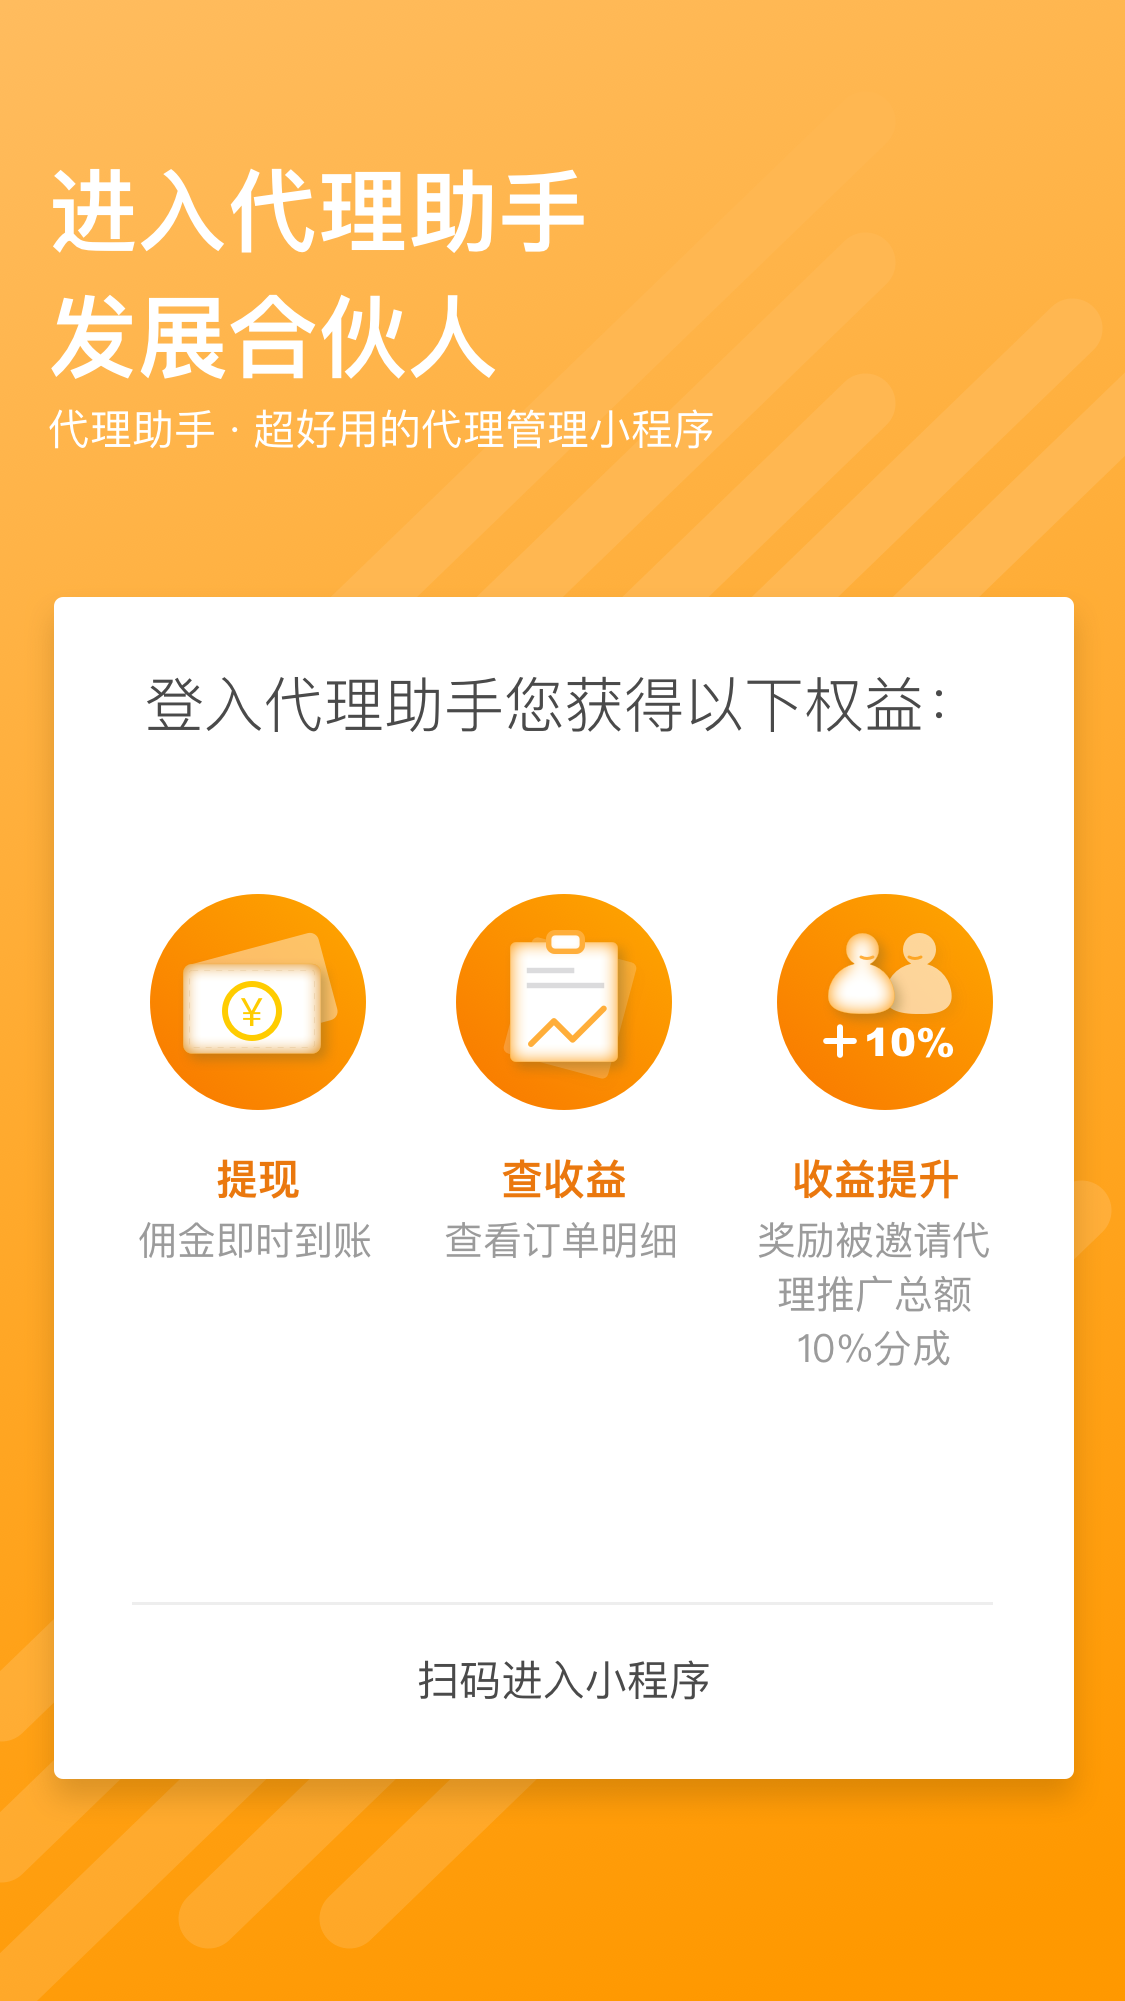 进入代理助手
发展合伙人
代理助手 · 超好用的代理管理小程序
登入代理助手您获得以下权益：
¥
+10%
提现
佣金即时到账
查收益
查看订单明细
收益提升
奖励被邀请代
理推广总额
10%分成
扫码进入小程序